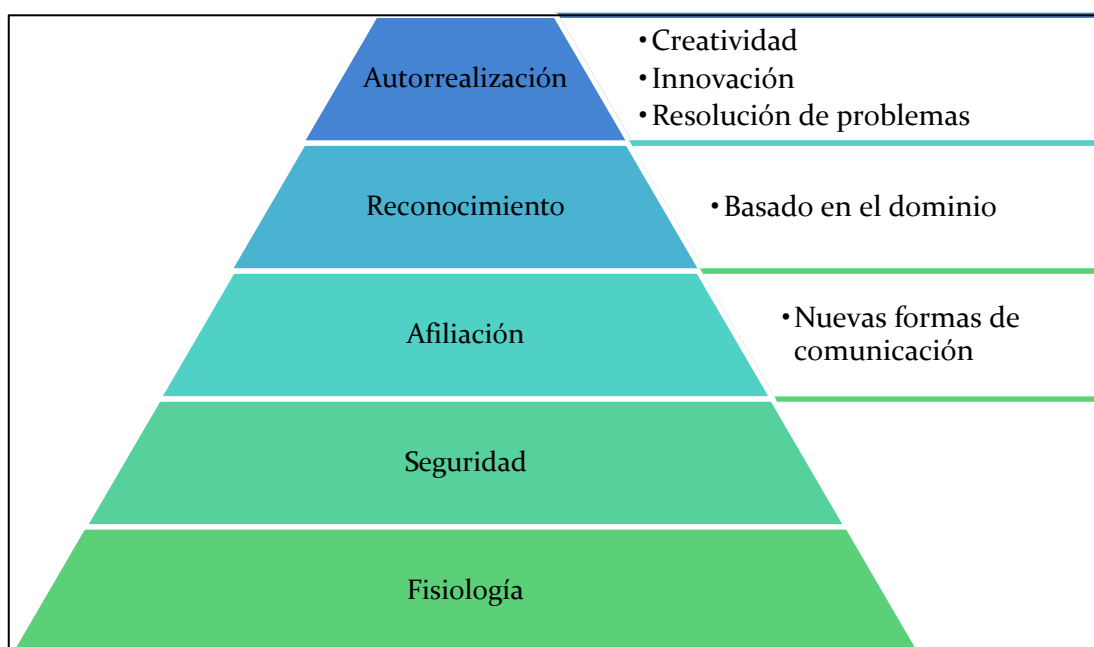 Autorrealización
•Creatividad
•Innovación
•Resolución de problemas
Reconocimiento
•Basado en el dominio
Afiliación
•Nuevas formas de
comunicación
Seguridad
Fisiología